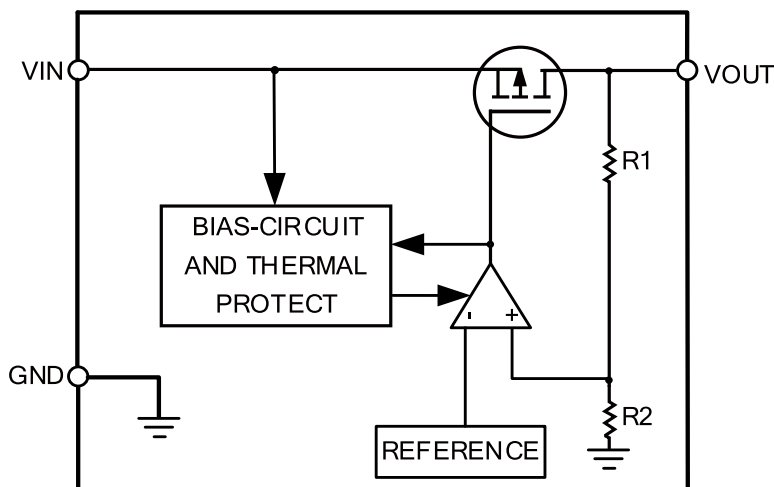 VIN
VOUT
R1
BIAS-CIRCUIT
AND THERMAL
PROTECT
- +
GND
R2
REFERENCE